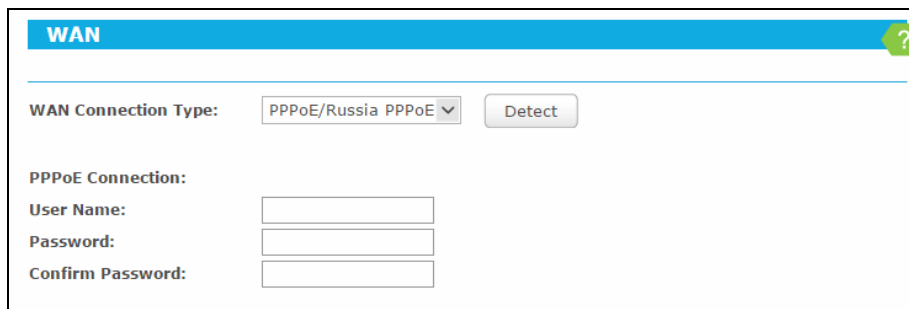 WAN
?
WAN Connection Type: PPPoE/Russia PPPoE Detect
PPPoE Connection:
User Name:
Password:
Confirm Password: